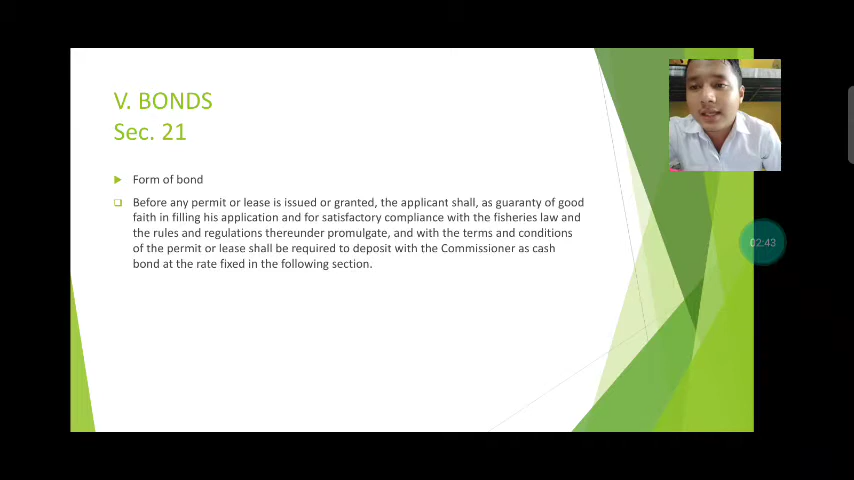 V. BONDS
Sec. 21
Form of bond
Before any permit or lease is issued or granted, the applicant shall, as guaranty of good
faith in filling his application and for satisfactory compliance with the fisheries law and
the rules and regulations thereunder promulgate, and with the terms and conditions
of the permit or lease shall be required to deposit with the Commissioner as cash
bond at the rate fixed in the following section.
02:43